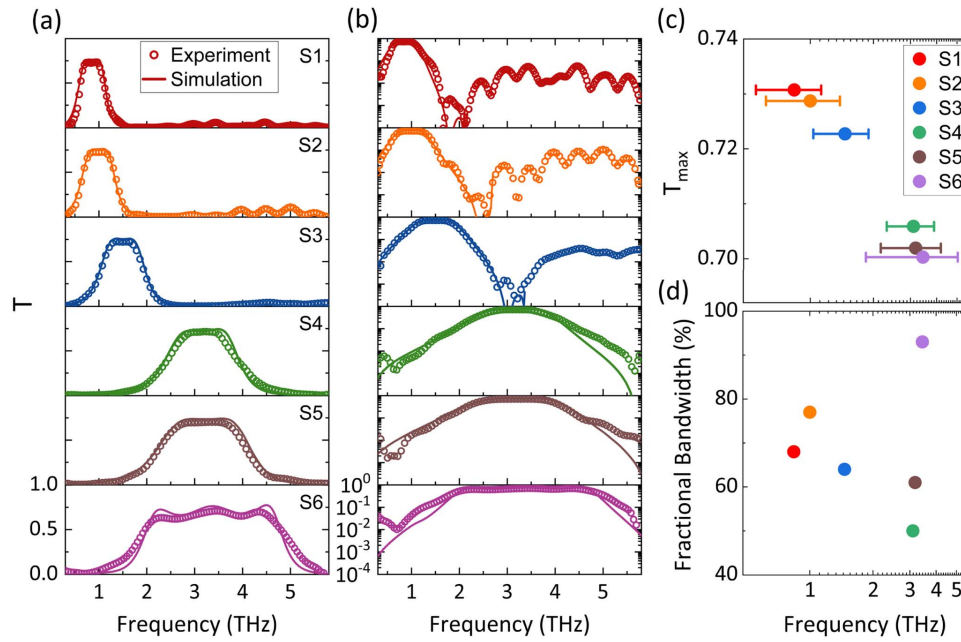 (a)
Experiment
Simulation
S1
S2
S3
S4
S5
S6
T
1.0
0.5
0.0
1 2 3 4 5
Frequency (THz)
(b)
10⁰
10⁻¹
10⁻²
10⁻³
10⁻⁴
1 2 3 4 5
Frequency (THz)
(c)
0.74
0.72
0.70
Tmax
S1
S2
S3
S4
S5
S6
(d)
100
80
60
40
Fractional Bandwidth (%)
1 2 3 4 5
Frequency (THz)